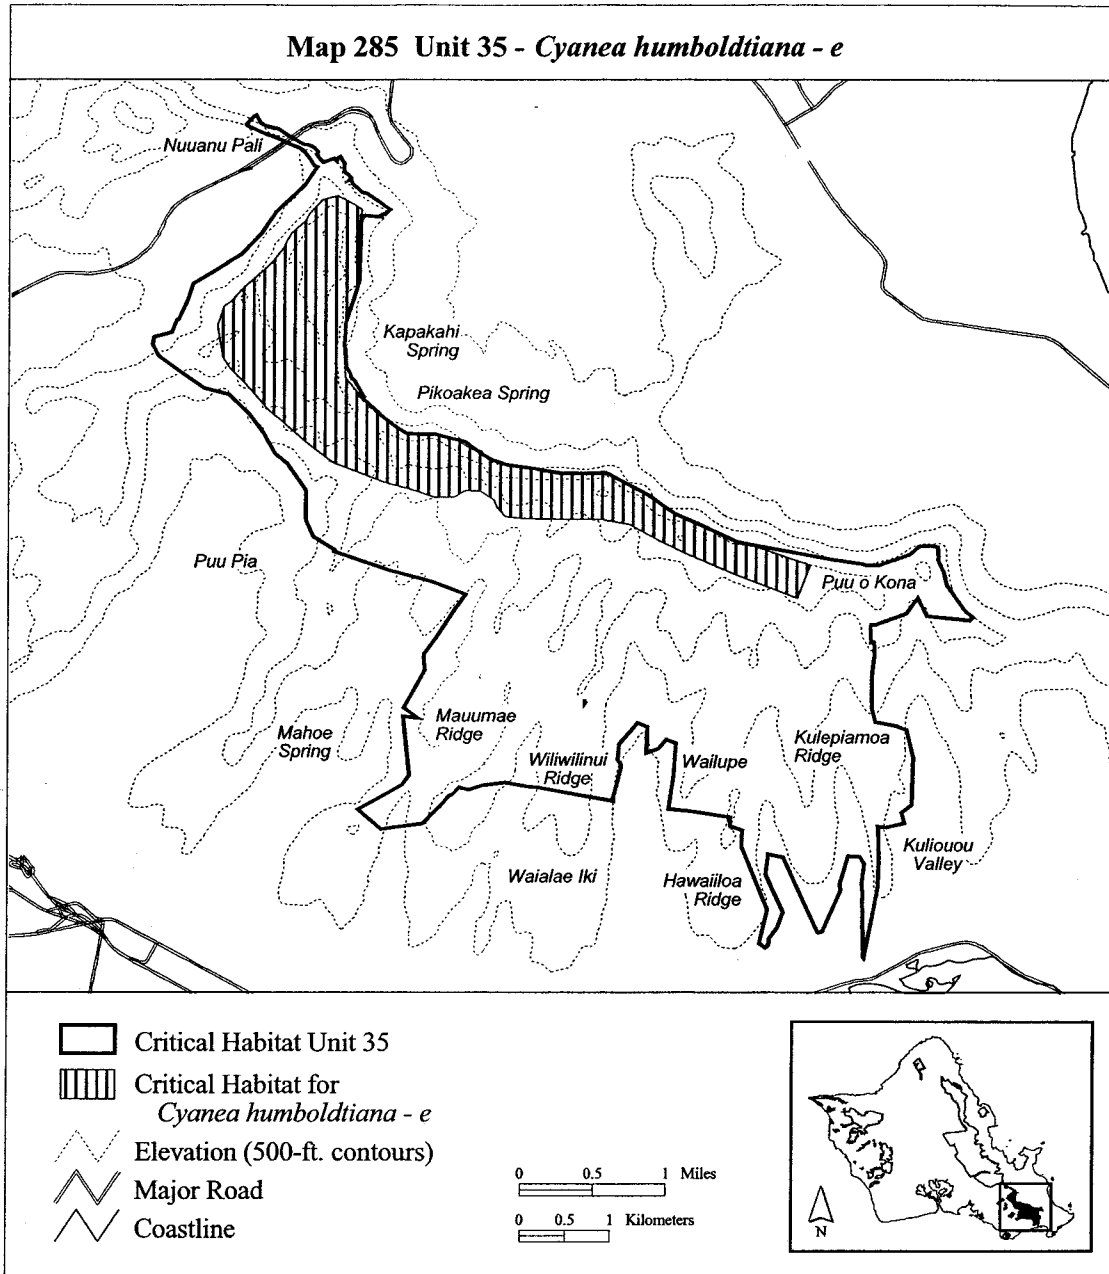 Map 285 Unit 35 - Cyanea humboldtiana - e
Nuuanu Pali
Kapakahi
Spring
Pikoakea Spring
Puu Pia
Puu o Kona
Mahoe
Spring
Mauumae
Ridge
Wiliwilinui
Ridge
Wailupe
Kulepiamoa
Ridge
Waialae Iki
Hawaiiloa
Ridge
Kuliouou
Valley
Critical Habitat Unit 35
Critical Habitat for
Cyanea humboldtiana - e
Elevation (500-ft. contours)
Major Road
Coastline
0 0.5 1 Miles
0 0.5 1 Kilometers
N